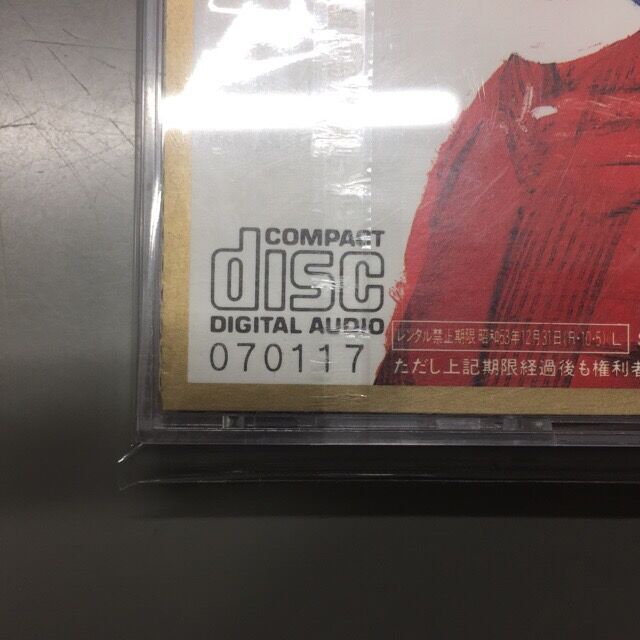 COMPACT
disc
DIGITAL AUDIO
070117
レンタル禁止期限 昭和63年12月31日(R・10・5)L
ただし上記期限経過後も権利者